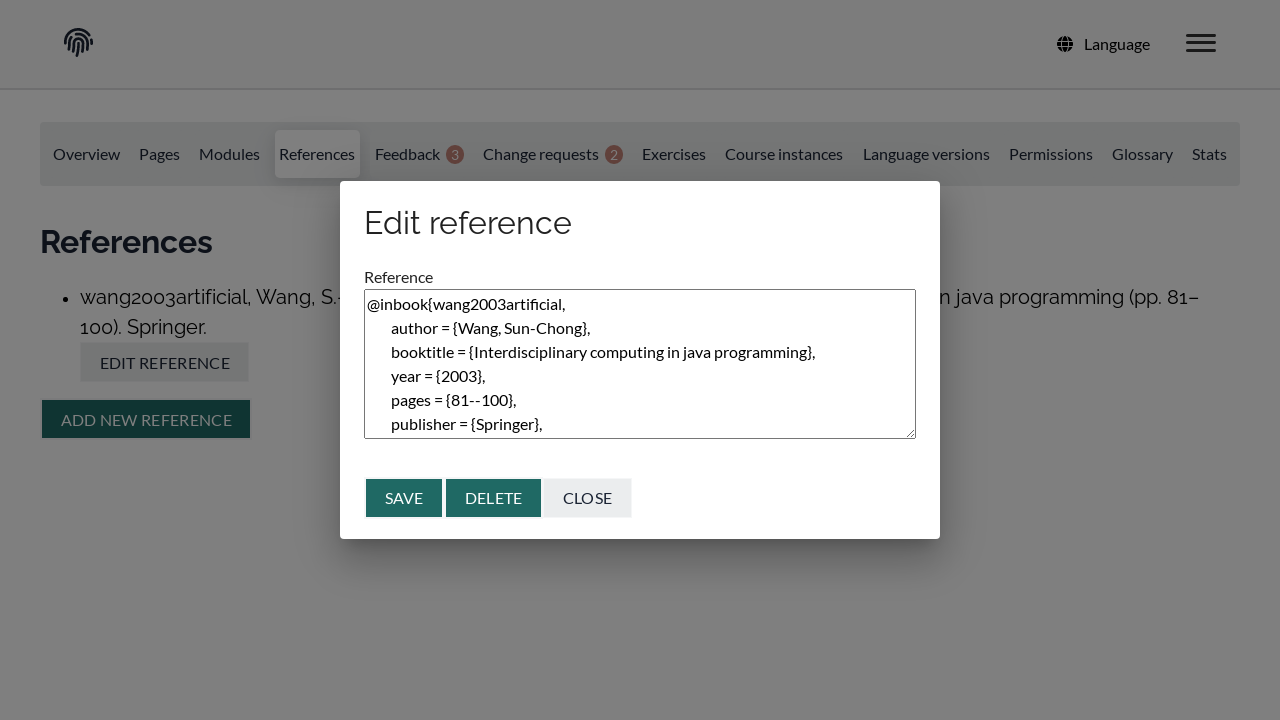 Language
Overview Pages Modules References Feedback 3 Change requests 2 Exercises Course instances Language versions Permissions Glossary Stats
Edit reference
References
Reference
wang2003artificial, Wang, S.- n java programming (pp. 81–
100). Springer.
@inbook{wang2003artificial,
author = {Wang, Sun-Chong},
booktitle = {Interdisciplinary computing in java programming},
year = {2003},
pages = {81--100},
publisher = {Springer},
EDIT REFERENCE
ADD NEW REFERENCE
SAVE DELETE CLOSE